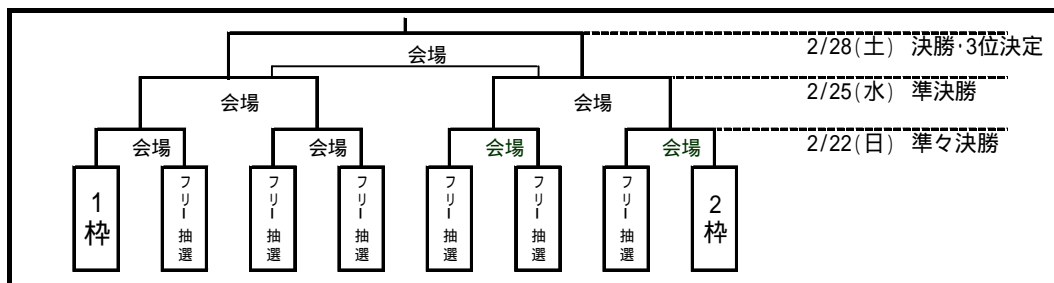 2/28(土) 決勝・3位決定
会場
2/25(水) 準決勝
会場
会場
2/22(日) 準々決勝
会場
会場
会場
会場
1枠
フリー抽選
フリー抽選
フリー抽選
フリー抽選
フリー抽選
フリー抽選
2枠